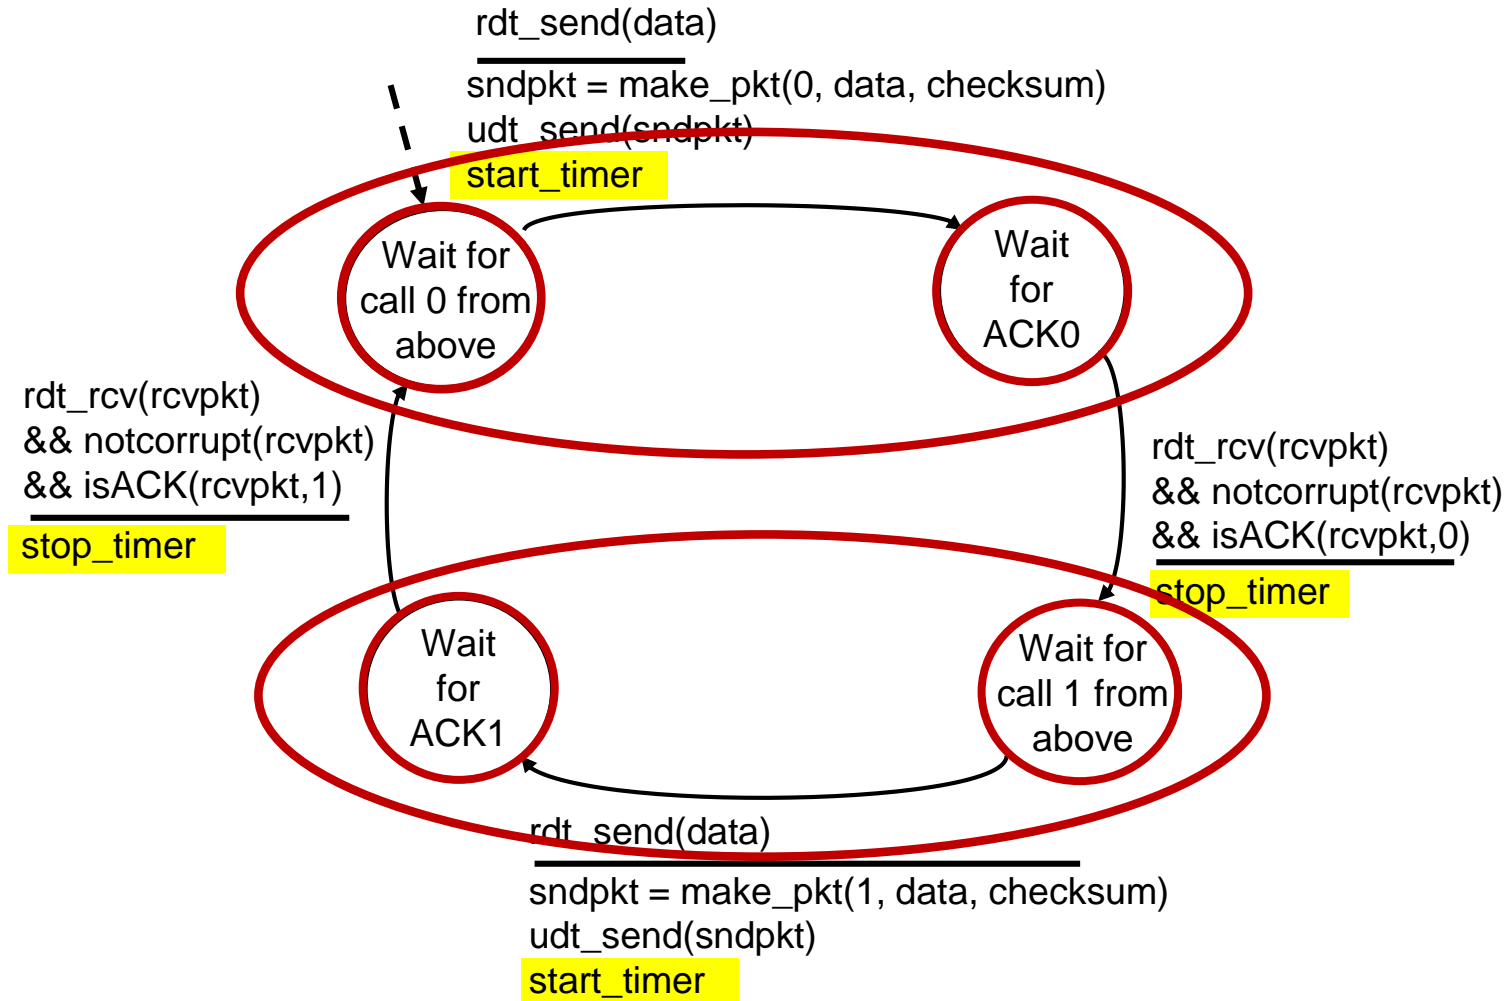 rdt_send(data)
sndpkt = make_pkt(0, data, checksum)
udt_send(sndpkt)
start_timer
Wait for
call 0 from
above
Wait
for
ACK0
rdt_rcv(rcvpkt)
&& notcorrupt(rcvpkt)
&& isACK(rcvpkt,1)
stop_timer
rdt_rcv(rcvpkt)
&& notcorrupt(rcvpkt)
&& isACK(rcvpkt,0)
stop_timer
Wait
for
ACK1
Wait for
call 1 from
above
rdt_send(data)
sndpkt = make_pkt(1, data, checksum)
udt_send(sndpkt)
start_timer